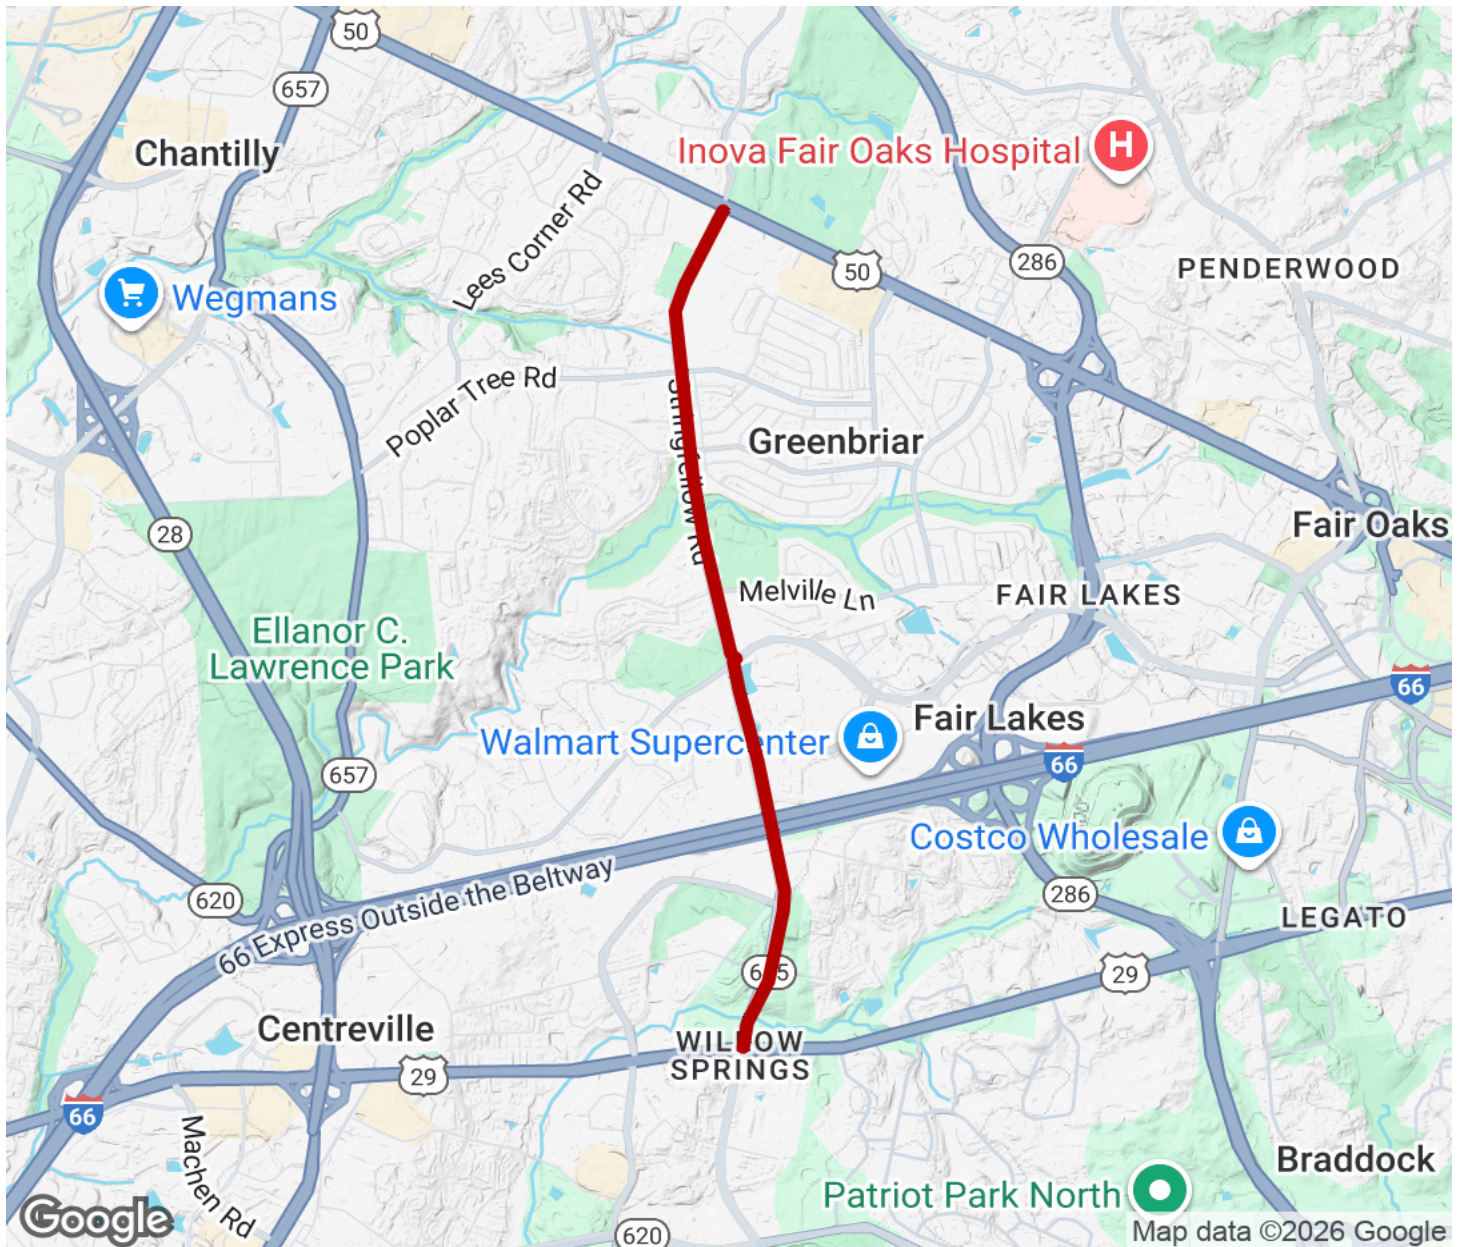 50
657
Chantilly
Inova Fair Oaks Hospital
H
Lees Corner Rd
50
286
PENDERWOOD
Wegmans
Poplar Tree Rd
Stringfellow Rd
Greenbriar
28
Fair Oaks
Melville Ln
FAIR LAKES
Ellanor C.
Lawrence Park
66
Fair Lakes
Walmart Supercenter
66
657
Costco Wholesale
66 Express Outside the Beltway
620
286
LEGATO
29
Centreville
WILLOW
SPRINGS
29
66
Machen Rd
Braddock
Patriot Park North
620
Google
Map data ©2026 Google